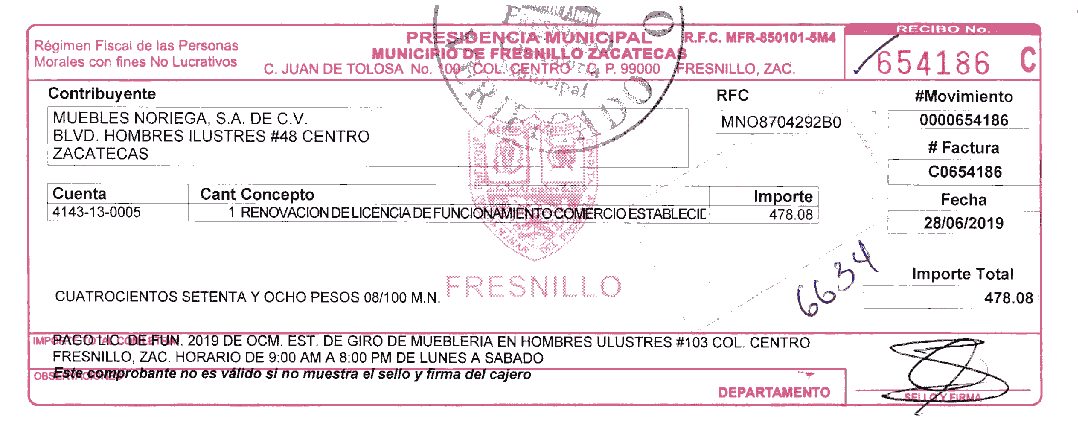 RECIBO No.
Régimen Fiscal de las Personas
Morales con fines No Lucrativos
PRESIDENCIA MUNICIPAL R.F.C. MFR-850101-5M4
MUNICIPIO DE FRESNILLO ZACATECAS
C. JUAN DE TOLOSA No. 100 COL. CENTRO C. P. 99000 FRESNILLO, ZAC.
654186 C
Contribuyente
RFC
#Movimiento
MUEBLES NORIEGA, S.A. DE C.V.
BLVD. HOMBRES ILUSTRES #48 CENTRO
ZACATECAS
MNO8704292B0
0000654186
# Factura
C0654186
Cuenta Cant Concepto Importe
4143-13-0005 1 RENOVACION DE LICENCIA DE FUNCIONAMIENTO COMERCIO ESTABLECID 478.08
Fecha
28/06/2019
6634
Importe Total
478.08
FRESNILLO
CUATROCIENTOS SETENTA Y OCHO PESOS 08/100 M.N.
PAGO LIC. DE FUN. 2019 DE OCM. EST. DE GIRO DE MUEBLERIA EN HOMBRES ULUSTRES #103 COL. CENTRO
FRESNILLO, ZAC. HORARIO DE 9:00 AM A 8:00 PM DE LUNES A SABADO
Este comprobante no es válido si no muestra el sello y firma del cajero
DEPARTAMENTO
SELLO Y FIRMA